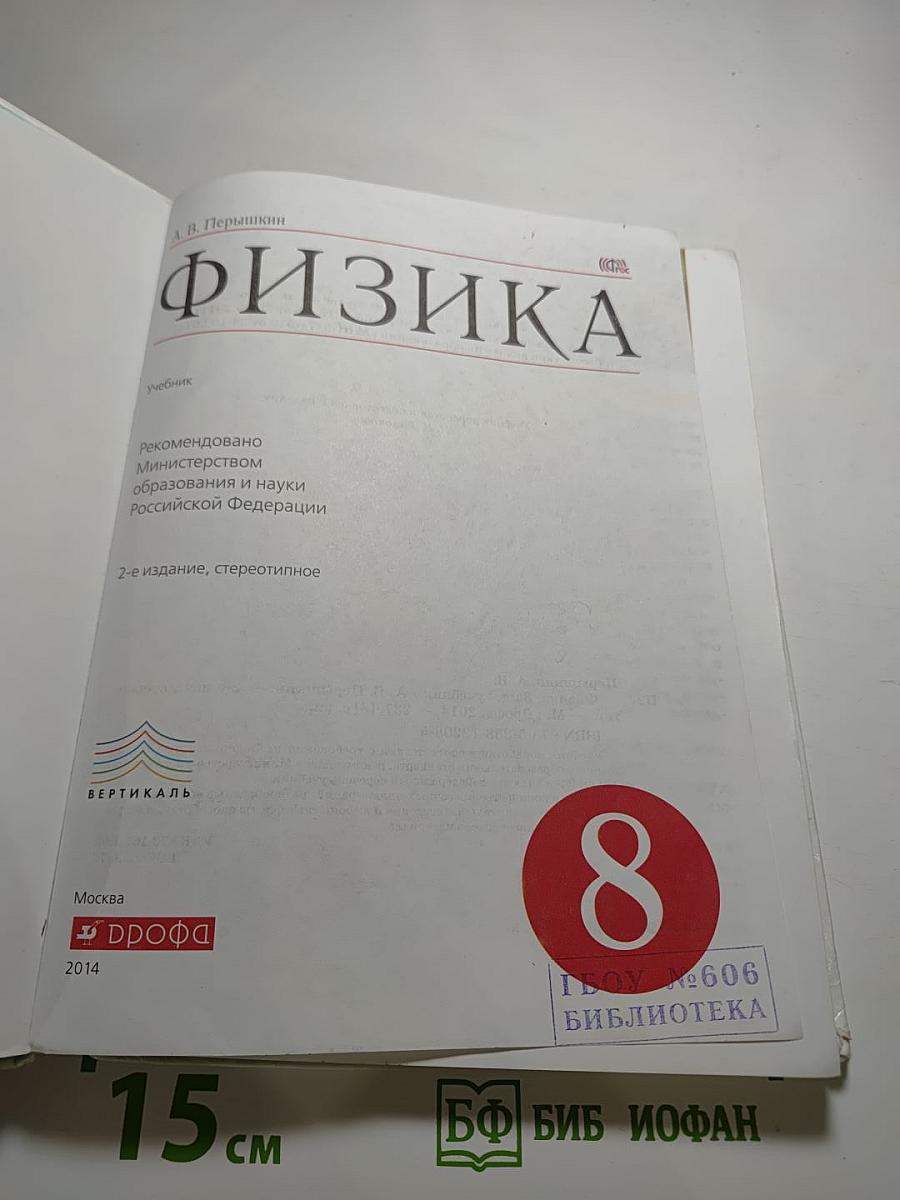 А. В. Перышкин
ФИЗИКА
ФГОС
учебник
Рекомендовано
Министерством
образования и науки
Российской Федерации
2-е издание, стереотипное
ВЕРТИКАЛЬ
8
Москва
дрофа
2014
ГБОУ №606
БИБЛИОТЕКА
15 см
БФ БИБ ИОФАН